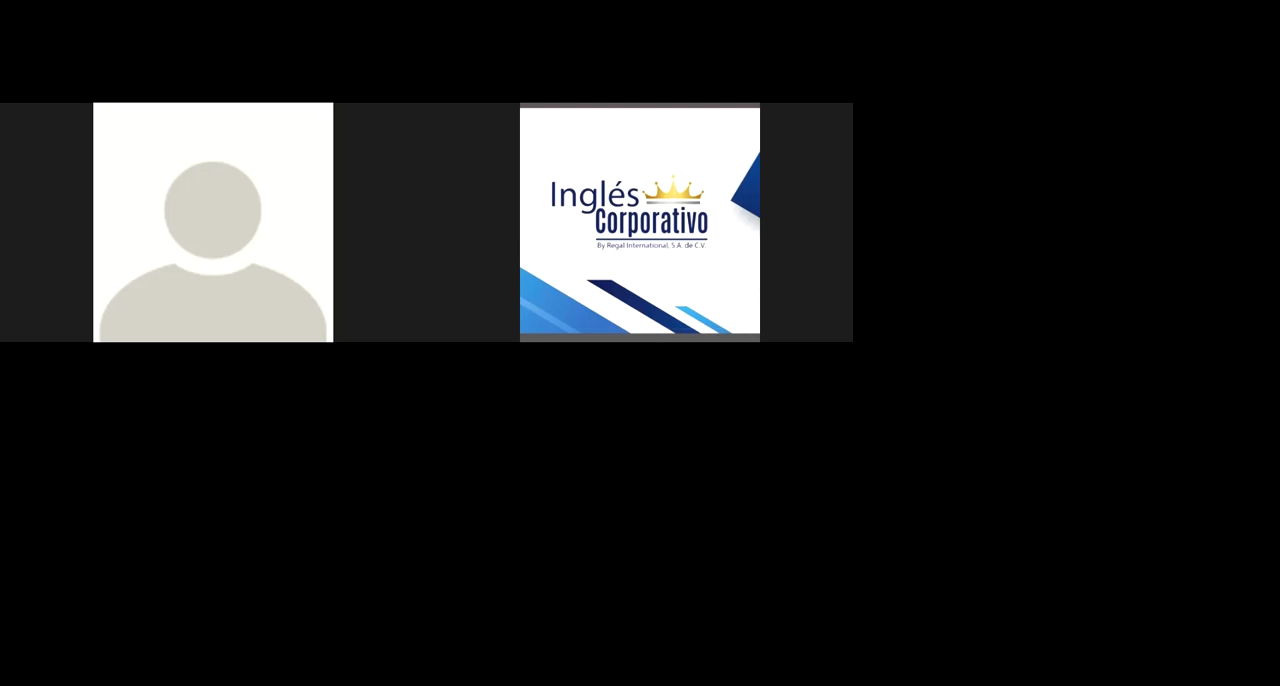 Inglés
Corporativo
By Regal International, S.A. de C.V.